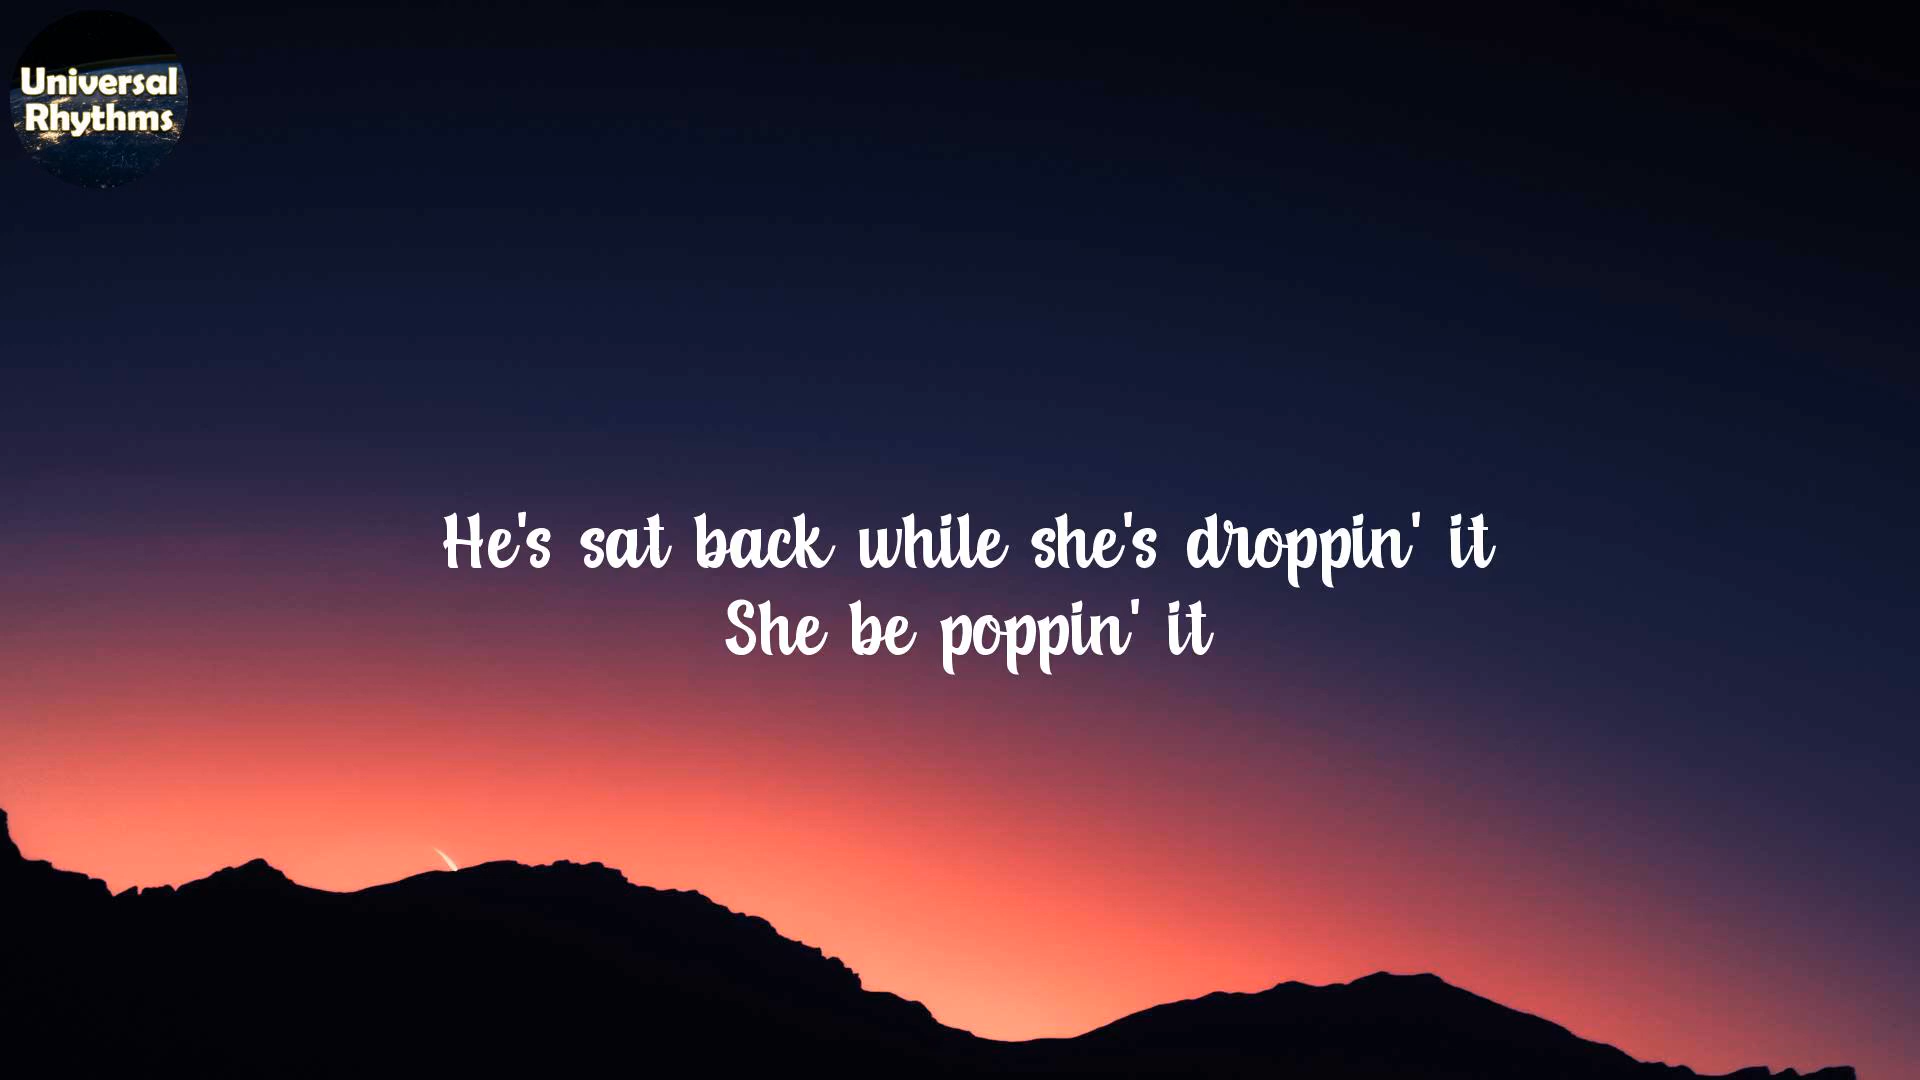 Universal
Rhythms
He's sat back while she's droppin' it
She be poppin' it